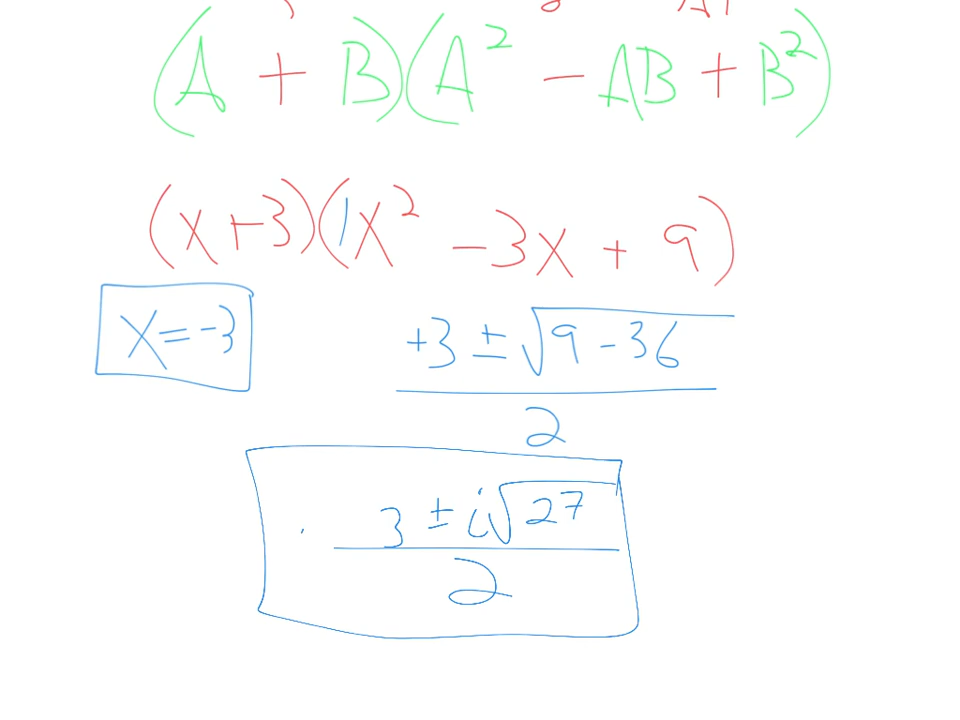 (A + B)(A² - AB + B²)
(x+3)(1x² - 3x + 9)
x = -3
+3 ± √9-36
2
3 ± i√27
2